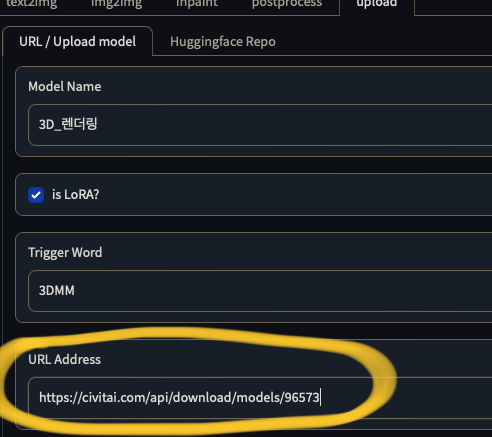 text2img img2img inpaint postprocess upload
URL / Upload model Huggingface Repo
Model Name
3D_렌더링
is LoRA?
Trigger Word
3DMM
URL Address
https://civitai.com/api/download/models/96573